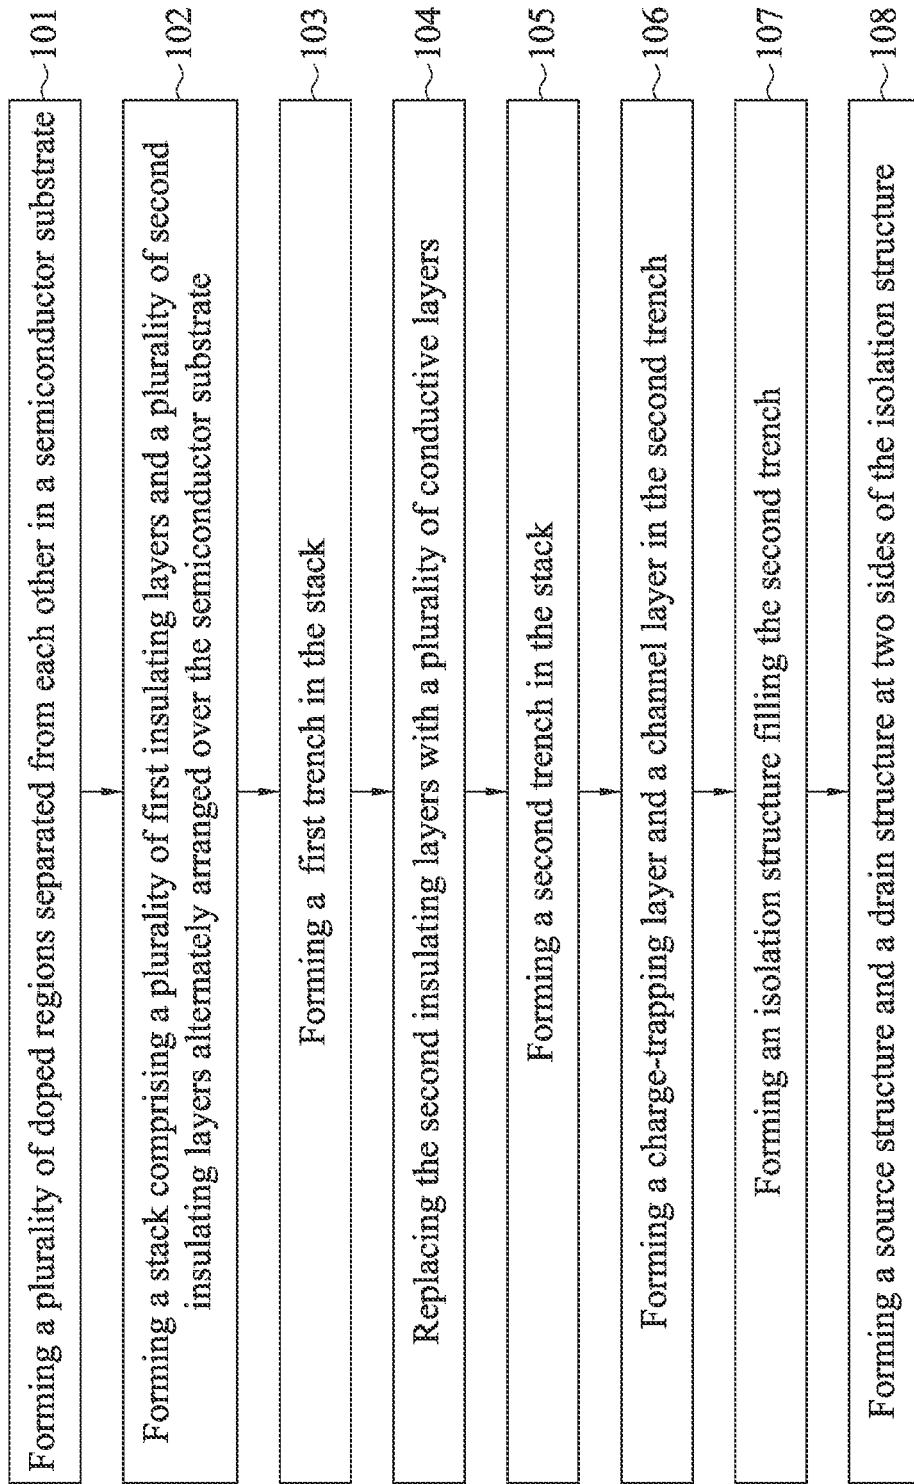 Forming a plurality of doped regions separated from each other in a semiconductor substrate
101
Forming a stack comprising a plurality of first insulating layers and a plurality of second
insulating layers alternately arranged over the semiconductor substrate
102
Forming a first trench in the stack
103
Replacing the second insulating layers with a plurality of conductive layers
104
Forming a second trench in the stack
105
Forming a charge-trapping layer and a channel layer in the second trench
106
Forming an isolation structure filling the second trench
107
Forming a source structure and a drain structure at two sides of the isolation structure
108